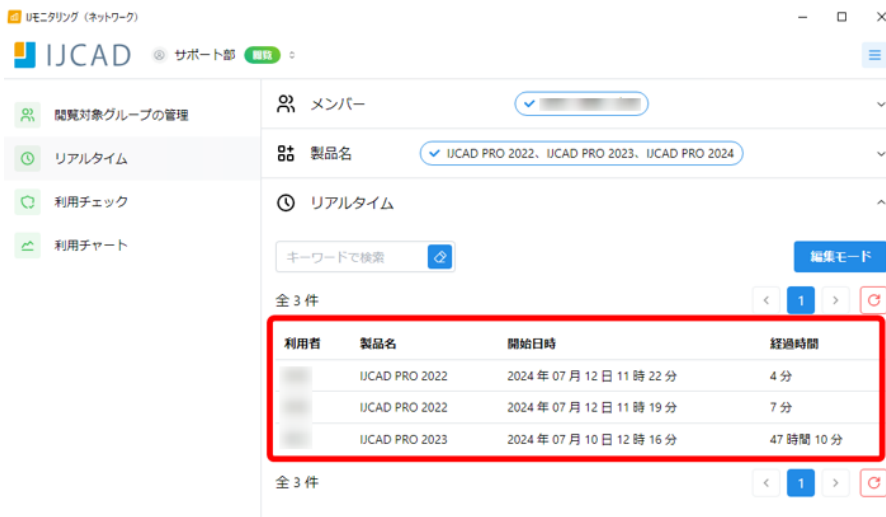 IJモニタリング（ネットワーク）
IJCAD サポート部 閲覧
閲覧対象グループの管理
リアルタイム
利用チェック
利用チャート
メンバー
製品名 IJCAD PRO 2022、IJCAD PRO 2023、IJCAD PRO 2024
リアルタイム
キーワードで検索 編集モード
全 3 件 1
利用者 製品名 開始日時 経過時間
IJCAD PRO 2022 2024 年 07 月 12 日 11 時 22 分 4 分
IJCAD PRO 2022 2024 年 07 月 12 日 11 時 19 分 7 分
IJCAD PRO 2023 2024 年 07 月 10 日 12 時 16 分 47 時間 10 分
全 3 件 1